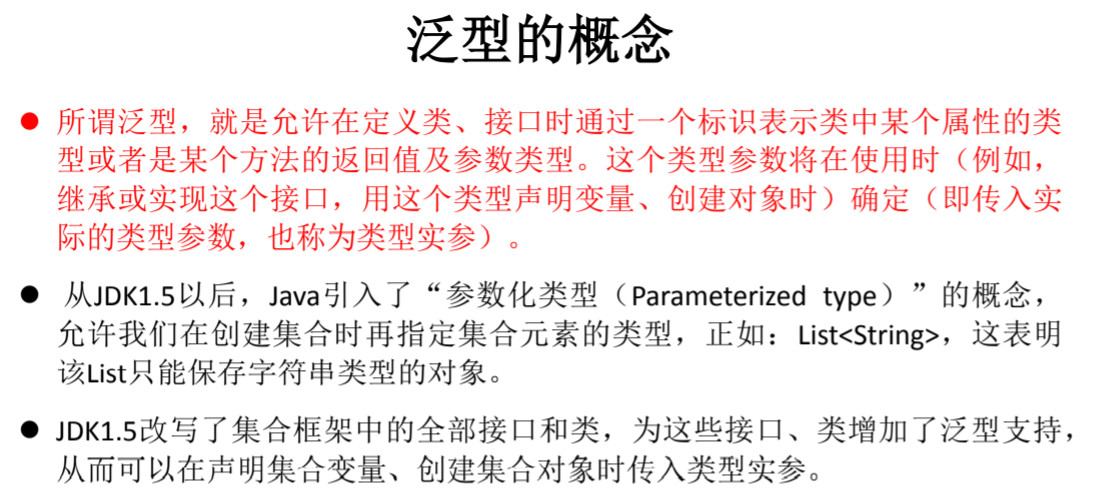 泛型的概念
所谓泛型，就是允许在定义类、接口时通过一个标识表示类中某个属性的类
型或者是某个方法的返回值及参数类型。这个类型参数将在使用时（例如，
继承或实现这个接口，用这个类型声明变量、创建对象时）确定（即传入实
际的类型参数，也称为类型实参）。
从JDK1.5以后，Java引入了“参数化类型（Parameterized type）”的概念，
允许我们在创建集合时再指定集合元素的类型，正如：List<String>，这表明
该List只能保存字符串类型的对象。
JDK1.5改写了集合框架中的全部接口和类，为这些接口、类增加了泛型支持，
从而可以在声明集合变量、创建集合对象时传入类型实参。